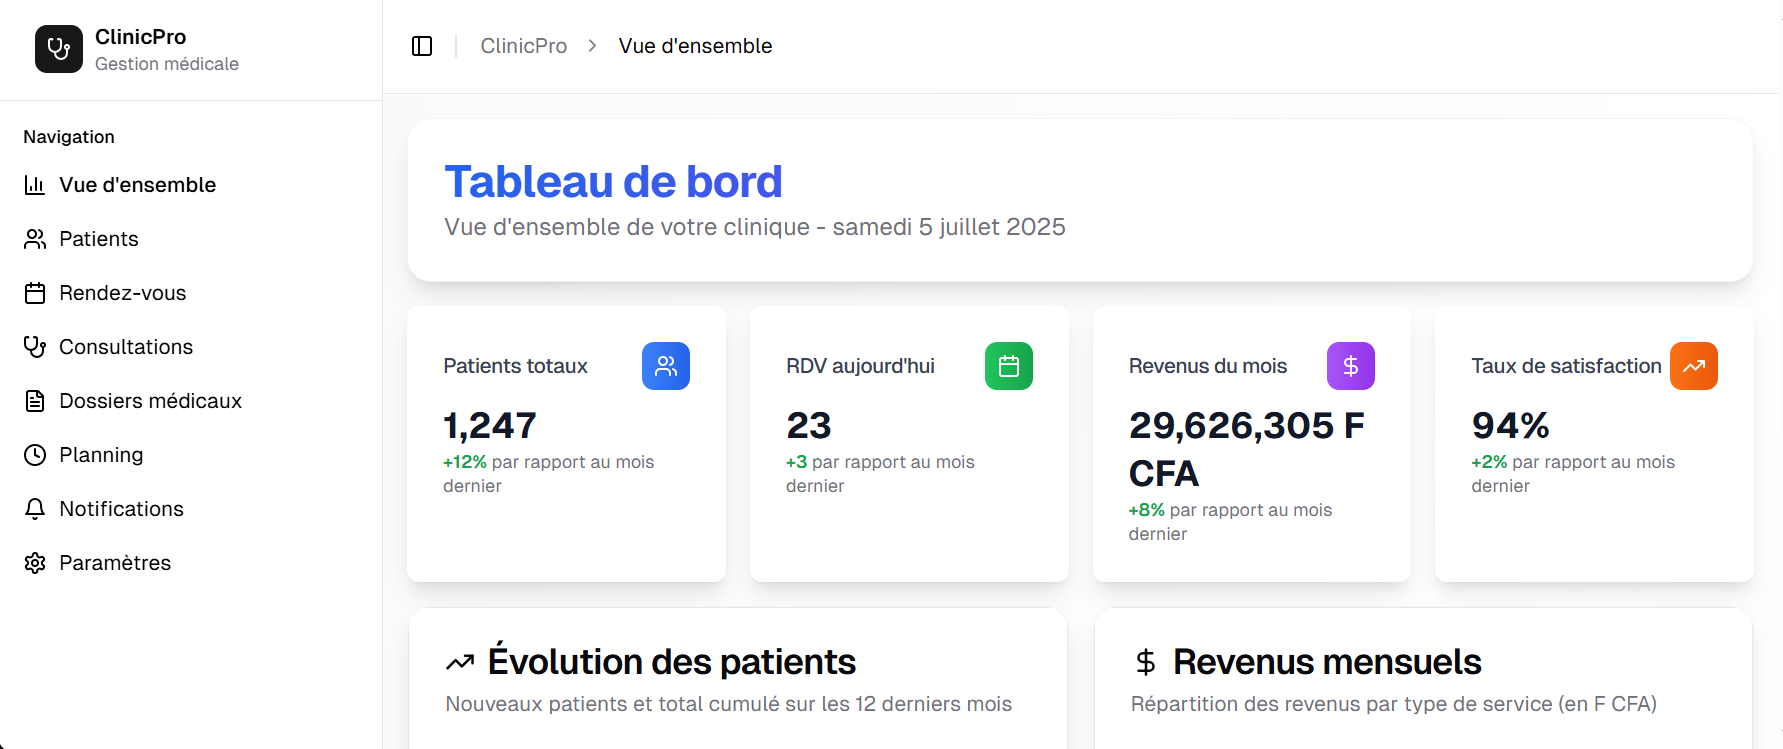 ClinicPro
Gestion médicale
Navigation
Vue d'ensemble
Patients
Rendez-vous
Consultations
Dossiers médicaux
Planning
Notifications
Paramètres
ClinicPro > Vue d'ensemble
Tableau de bord
Vue d'ensemble de votre clinique - samedi 5 juillet 2025
Patients totaux
1,247
+12% par rapport au mois
dernier
RDV aujourd'hui
23
+3 par rapport au mois
dernier
Revenus du mois
29,626,305 F
CFA
+8% par rapport au mois
dernier
Taux de satisfaction
94%
+2% par rapport au mois
dernier
Évolution des patients
Nouveaux patients et total cumulé sur les 12 derniers mois
Revenus mensuels
Répartition des revenus par type de service (en F CFA)